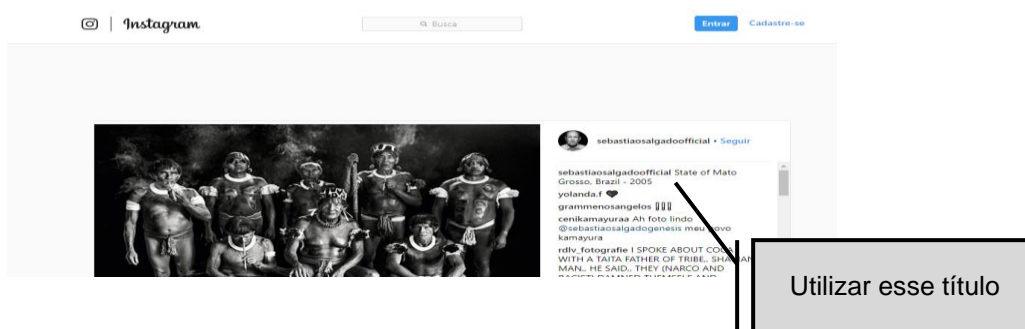 Instagram
Busca
Entrar
Cadastre-se
sebastiaosalgadoofficial • Seguir
sebastiaosalgadoofficial State of Mato
Grosso, Brazil - 2005
yolanda.f
grammenosangelos
cenikamayuraa Ah foto lindo
@sebastiaosalgadogenesis meu povo
kamayura
rdlv_fotografie I SPOKE ABOUT
WITH A TAITA FATHER OF TRIBE..
MAN.. HE SAID.. THEY (NARCO AND
Utilizar esse título